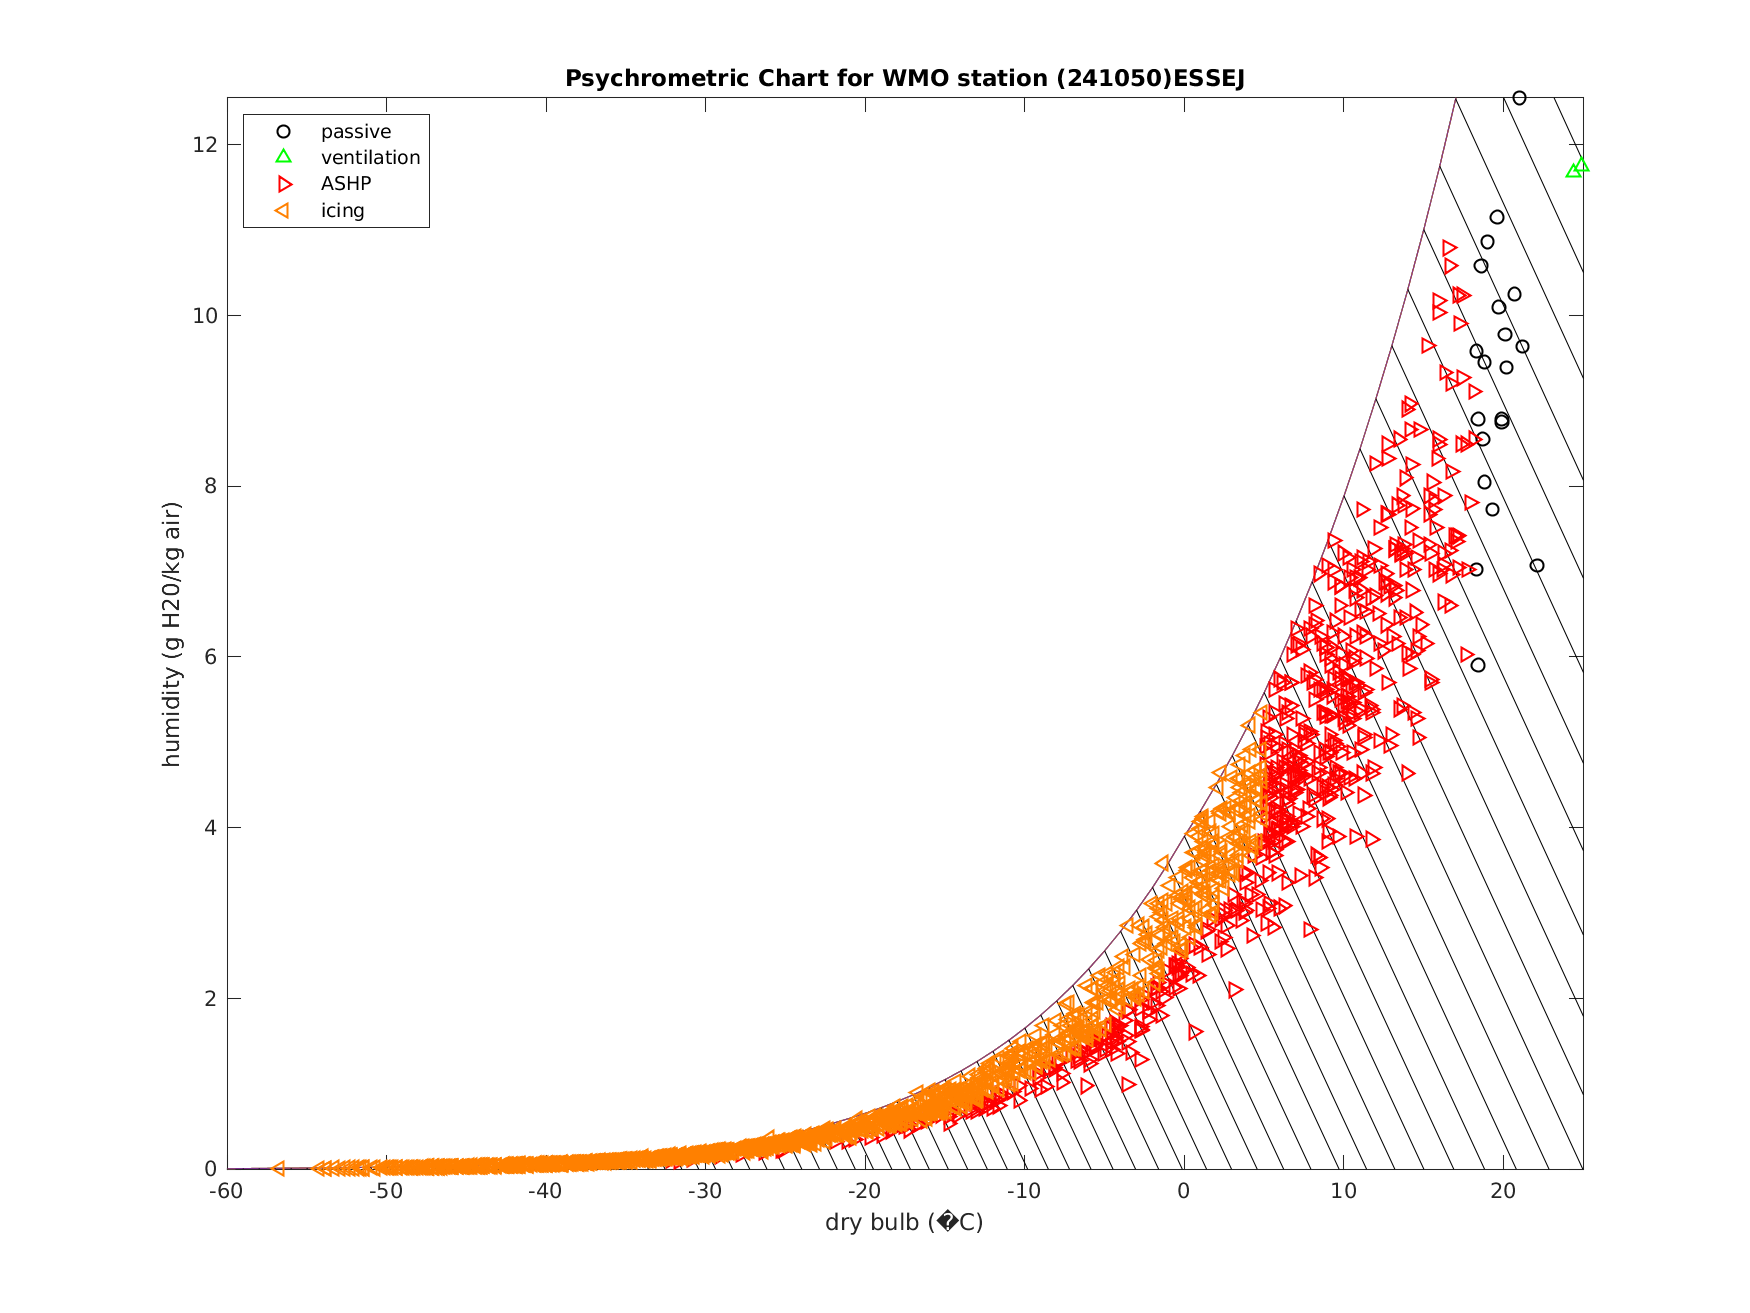 Psychrometric Chart for WMO station (241050)ESSEJ
passive
ventilation
ASHP
icing
humidity (g H20/kg air)
12
10
8
6
4
2
0
-60 -50 -40 -30 -20 -10 0 10 20
dry bulb (�C)